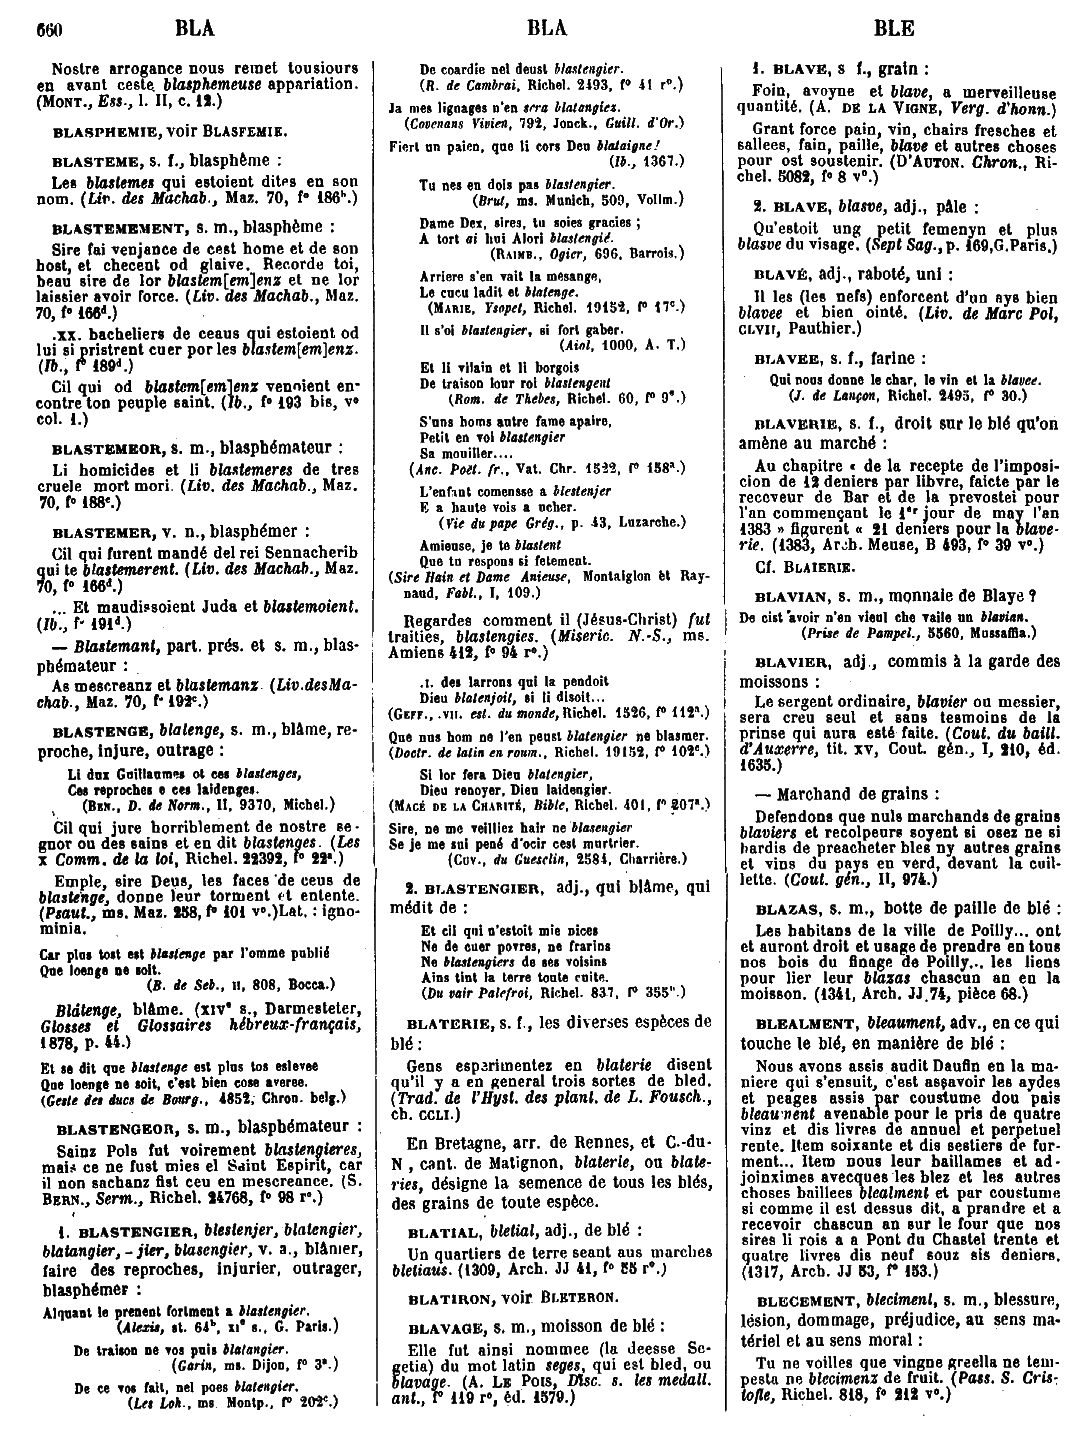 660 BLA BLA BLE
Nostre arrogance nous remet tousiours
en avant ceste blasphemeuse appariation.
(MONT., Ess., l. II, c. 12.)
BLASPHEMIE, voir BLASFEMIE.
BLASTEME, s. f., blasphême :
Les blastemes qui estoient dites en son
nom. (Liv. des Machab., Maz. 70, f° 186ᵇ.)
BLASTEMEMENT, s. m., blasphème :
Sire fai venjance de cest home et de son
host, et checent od glaive. Recorde toi,
beau sire de lor blastem[em]enz et ne lor
laissier avoir force. (Liv. des Machab., Maz.
70, f° 166ᵈ.)
.XX. bacheliers de ceaus qui estoient od
lui si pristrent cuer por les blastem[em]enz.
(Ib., f° 189ᵈ.)
Cil qui od blastem[em]enz vennoient en-
contre ton peuple saint. (Ib., f° 193 bis, v°
col. 1.)
BLASTEMEOR, s. m., blasphémateur :
Li homicides et li blastemeres de tres
cruele mort mori. (Liv. des Machab., Maz.
70, f° 188ᶜ.)
BLASTEMER, v. n., blasphémer :
Cil qui furent mandé del rei Sennacherib
qui te blastemerent. (Liv. des Machab., Maz.
70, f° 166ᵈ.)
... Et maudissoient Juda et blastemoient.
(Ib., f° 191ᵈ.)
— Blastemant, part. prés. et s. m., blas-
phémateur :
As mescreanz et blastemanz (Liv.desMa-
chab., Maz. 70, f° 192ᶜ.)
BLASTENGE, blatenge, s. m., blâme, re-
proche, injure, outrage :
Li dux Guillaumes ot ces blastenges,
Ces reproches e ces laidenges.
(BEN., D. de Norm., II, 9370, Michel.)
Cil qui jure horriblement de nostre se-
gnor ou des sains et en dit blastenges. (Les
X Comm. de la loi, Richel. 22392, f° 22ᵃ.)
Emple, sire Deus, les faces de ceus de
blastenge, donne leur torment et entente.
(Psaut., ms. Maz. 258, f° 101 v°.)Lat. : igno-
minia.
Car plus tost est blastenge par l'omme publié
Que loenge ne soit.
(B. de Seb., II, 808, Bocca.)
Blâtenge, blâme. (XIVᵉ s., Darmesteter,
Glosses et Glossaires hébreux-français,
1878, p. 44.)
Et se dit que blastenge est plus tos eslevee
Que loenge ne soit, c'est bien cose averee.
(Geste des ducs de Bourg., 4852, Chron. belg.)
BLASTENGEOR, s. m., blasphémateur :
Sainz Pols fut voirement blastengieres,
mais ce ne fust mies el Saint Espirit, car
il non sachanz fist ceu en mescreance. (S.
BERN., Serm., Richel. 24768, f° 98 r°.)
1. BLASTENGIER, blestenjer, blatengier,
blatangier, -jier, blasengier, v. a., blâmer,
faire des reproches, injurier, outrager,
blasphémer :
Alquant le prenent fortment a blastengier.
(Alexis, st. 64ᵇ, XIᵉ s., G. Paris.)
De traison ne vos puis blatangier.
(Garin, ms. Dijon, f° 3ᵃ.)
De ce vos fait, nel poes blatengier.
(Les Loh., ms Montp., f° 202ᶜ.)
De coardie nel deust blastengier.
(R. de Cambrai, Richel. 2493, f° 41 r°.)
Ja mes lignages n'en sera blatangiez.
(Covenans Vivien, 792, Jonck., Guill. d'Or.)
Fiert un paien, que li cors Deu blataigne!
(Ib., 1367.)
Tu nes en dois pas blastengier.
(Brut, ms. Munich, 509, Vollm.)
Dame Dex, sires, tu soies gracies ;
A tort ai hui Alori blastengié.
(RAIMB., Ogier, 696, Barrois.)
Arriere s'en vait la mesange,
Le cucu ladit et blatenge.
(MARIE, Ysopet, Richel. 19152, f° 17ᶜ.)
Il s'oi blastengier, si fort gaber.
(Aiol, 1000, A. T.)
Et li vilain et li borgois
De traison lour roi blastengent
(Rom. de Thebes, Richel. 60, f° 9ᵃ.)
S'uns homs autre fame apaire,
Petit en voi blastengier
Sa mouiller....
(Anc. Poët. fr., Vat. Chr. 1522, f° 158ᵃ.)
L'enfant comensse a blestenjer
E a haute vois a ucher.
(Vie du pape Grég., p. 43, Luzarche.)
Amieuse, je te blastent
Que tu respons si fetement.
(Sire Hain et Dame Anieuse, Montaiglon et Ray-
naud, Fabl., I, 109.)
Regardes comment il (Jésus-Christ) fut
traities, blastengies. (Miseric. N.-S., ms.
Amiens 412, f° 94 r°.)
.I. des larrons qui la pendoit
Dieu blatenjoit, si li disoit...
(GEFF., .VII. est. du monde, Richel. 1526, f° 112ᵃ.)
Que nus hom ne l'en peust blatengier ne blasmer.
(Doctr. de latin en roum., Richel. 19152, f° 102ᶜ.)
Si lor fera Dieu blatengier,
Dieu renoyer, Dieu laidengier.
(MACÉ DE LA CHARITÉ, Bible, Richel. 401, f° 207ᵃ.)
Sire, ne me veilliez hair ne blasengier
Se je me sui pené d'ocir cest murtrier.
(CUV., du Guesclin, 2584, Charrière.)
2. BLASTENGIER, adj., qui blâme, qui
médit de :
Et cil qui n'estoit mie nices
Ne de cuer povres, ne frarins
Ne blastengiers de ses voisins
Ains tint la terre toute cuite.
(Du vair Palefroi, Richel. 837, f° 355ᵇ.)
BLATERIE, s. f., les diverses espèces de
blé :
Gens esparimentez en blaterie disent
qu'il y a en general trois sortes de bled.
(Trad. de l'Hyst. des plant. de L. Fousch.,
ch. CCLI.)
En Bretagne, arr. de Rennes, et C.-du-
N , cant. de Matignon, blaterie, ou blate-
ries, désigne la semence de tous les blés,
des grains de toute espèce.
BLATIAL, bletial, adj., de blé :
Un quartiers de terre seant aus marches
bletiaus. (1309, Arch. JJ 41, f° 55 r°.)
BLATIRON, voir BLETERON.
BLAVAGE, s. m., moisson de blé :
Elle fut ainsi nommee (la deesse Se-
getia) du mot latin seges, qui est bled, ou
blavage. (A. LE POIS, Disc. s. les medall.
ant., f° 119 r°, éd. 1579.)
1. BLAVE, s f., grain :
Foin, avoyne et blave, a merveilleuse
quantité. (A. DE LA VIGNE, Verg. d'honn.)
Grant force pain, vin, chairs fresches et
sallees, fain, paille, blave et autres choses
pour ost soustenir. (D'AUTON. Chron., Ri-
chel. 5082, f° 8 v°.)
2. BLAVE, blasve, adj., pâle :
Qu'estoit ung petit femenyn et plus
blasve du visage. (Sept Sag., p. 169,G.Paris.)
BLAVÉ, adj., raboté, uni :
Il les (les nefs) enforcent d'un ays bien
blavee et bien ointé. (Liv. de Marc Pol,
CLVII, Pauthier.)
BLAVEE, s. f., farine :
Qui nous donne le char, le vin et la blavee.
(J. de Lançon, Richel. 2495, f° 30.)
BLAVERIE, s. f., droit sur le blé qu'on
amène au marché :
Au chapitre « de la recepte de l'imposi-
cion de 12 deniers par libvre, faicte par le
receveur de Bar et de la prevostei pour
l'an commençant le 1ᵉʳ jour de may l'an
1383 » figurent « 21 deniers pour la blave-
rie. (1383, Arch. Meuse, B 493, f° 39 v°.)
Cf. BLAIERIE.
BLAVIAN, s. m., monnaie de Blaye ?
De cist avoir n'en vieul che vaile un blavian.
(Prise de Pampel., 5560, Mussaffia.)
BLAVIER, adj., commis à la garde des
moissons :
Le sergent ordinaire, blavier ou messier,
sera creu seul et sans tesmoins de la
prinse qui aura esté faite. (Cout. du baill.
d'Auxerre, tit. XV, Cout. gén., I, 210, éd.
1635.)
— Marchand de grains :
Defendons que nuls marchands de grains
blaviers et recolpeurs soyent si osez ne si
hardis de preacheter bles ny autres grains
et vins du pays en verd, devant la cuil-
lette. (Cout. gén., II, 974.)
BLAZAS, s. m., botte de paille de blé :
Les habitans de la ville de Poilly... ont
et auront droit et usage de prendre en tous
nos bois du finage de Poilly... les liens
pour lier leur blazas chascun an en la
moisson. (1341, Arch. JJ 74, pièce 68.)
BLEALMENT, bleaument, adv., en ce qui
touche le blé, en manière de blé :
Nous avons assis audit Daufin en la ma-
niere qui s'ensuit, c'est assavoir les aydes
et peages assis par coustume dou pais
bleaument avenable pour le pris de quatre
vinz et dis livres de annuel et perpetuel
rente. Item soixante et dis sestiers de fur-
ment... Item nous leur baillames et ad-
joinximes avecques les blez et les autres
choses baillees blealment et par coustume
si comme il est dessus dit, a prandre et a
recevoir chascun an sur le four que nos
sires li rois a a Pont du Chastel trente et
quatre livres dis neuf souz sis deniers.
(1317, Arch. JJ 53, f° 153.)
BLECEMENT, bleciment, s. m., blessure,
lésion, dommage, préjudice, au sens ma-
tériel et au sens moral :
Tu ne voilles que vingne greella ne tem-
pesta ne blecimenz de fruit. (Pass. S. Cris-
tofle, Richel. 818, f° 212 v°.)